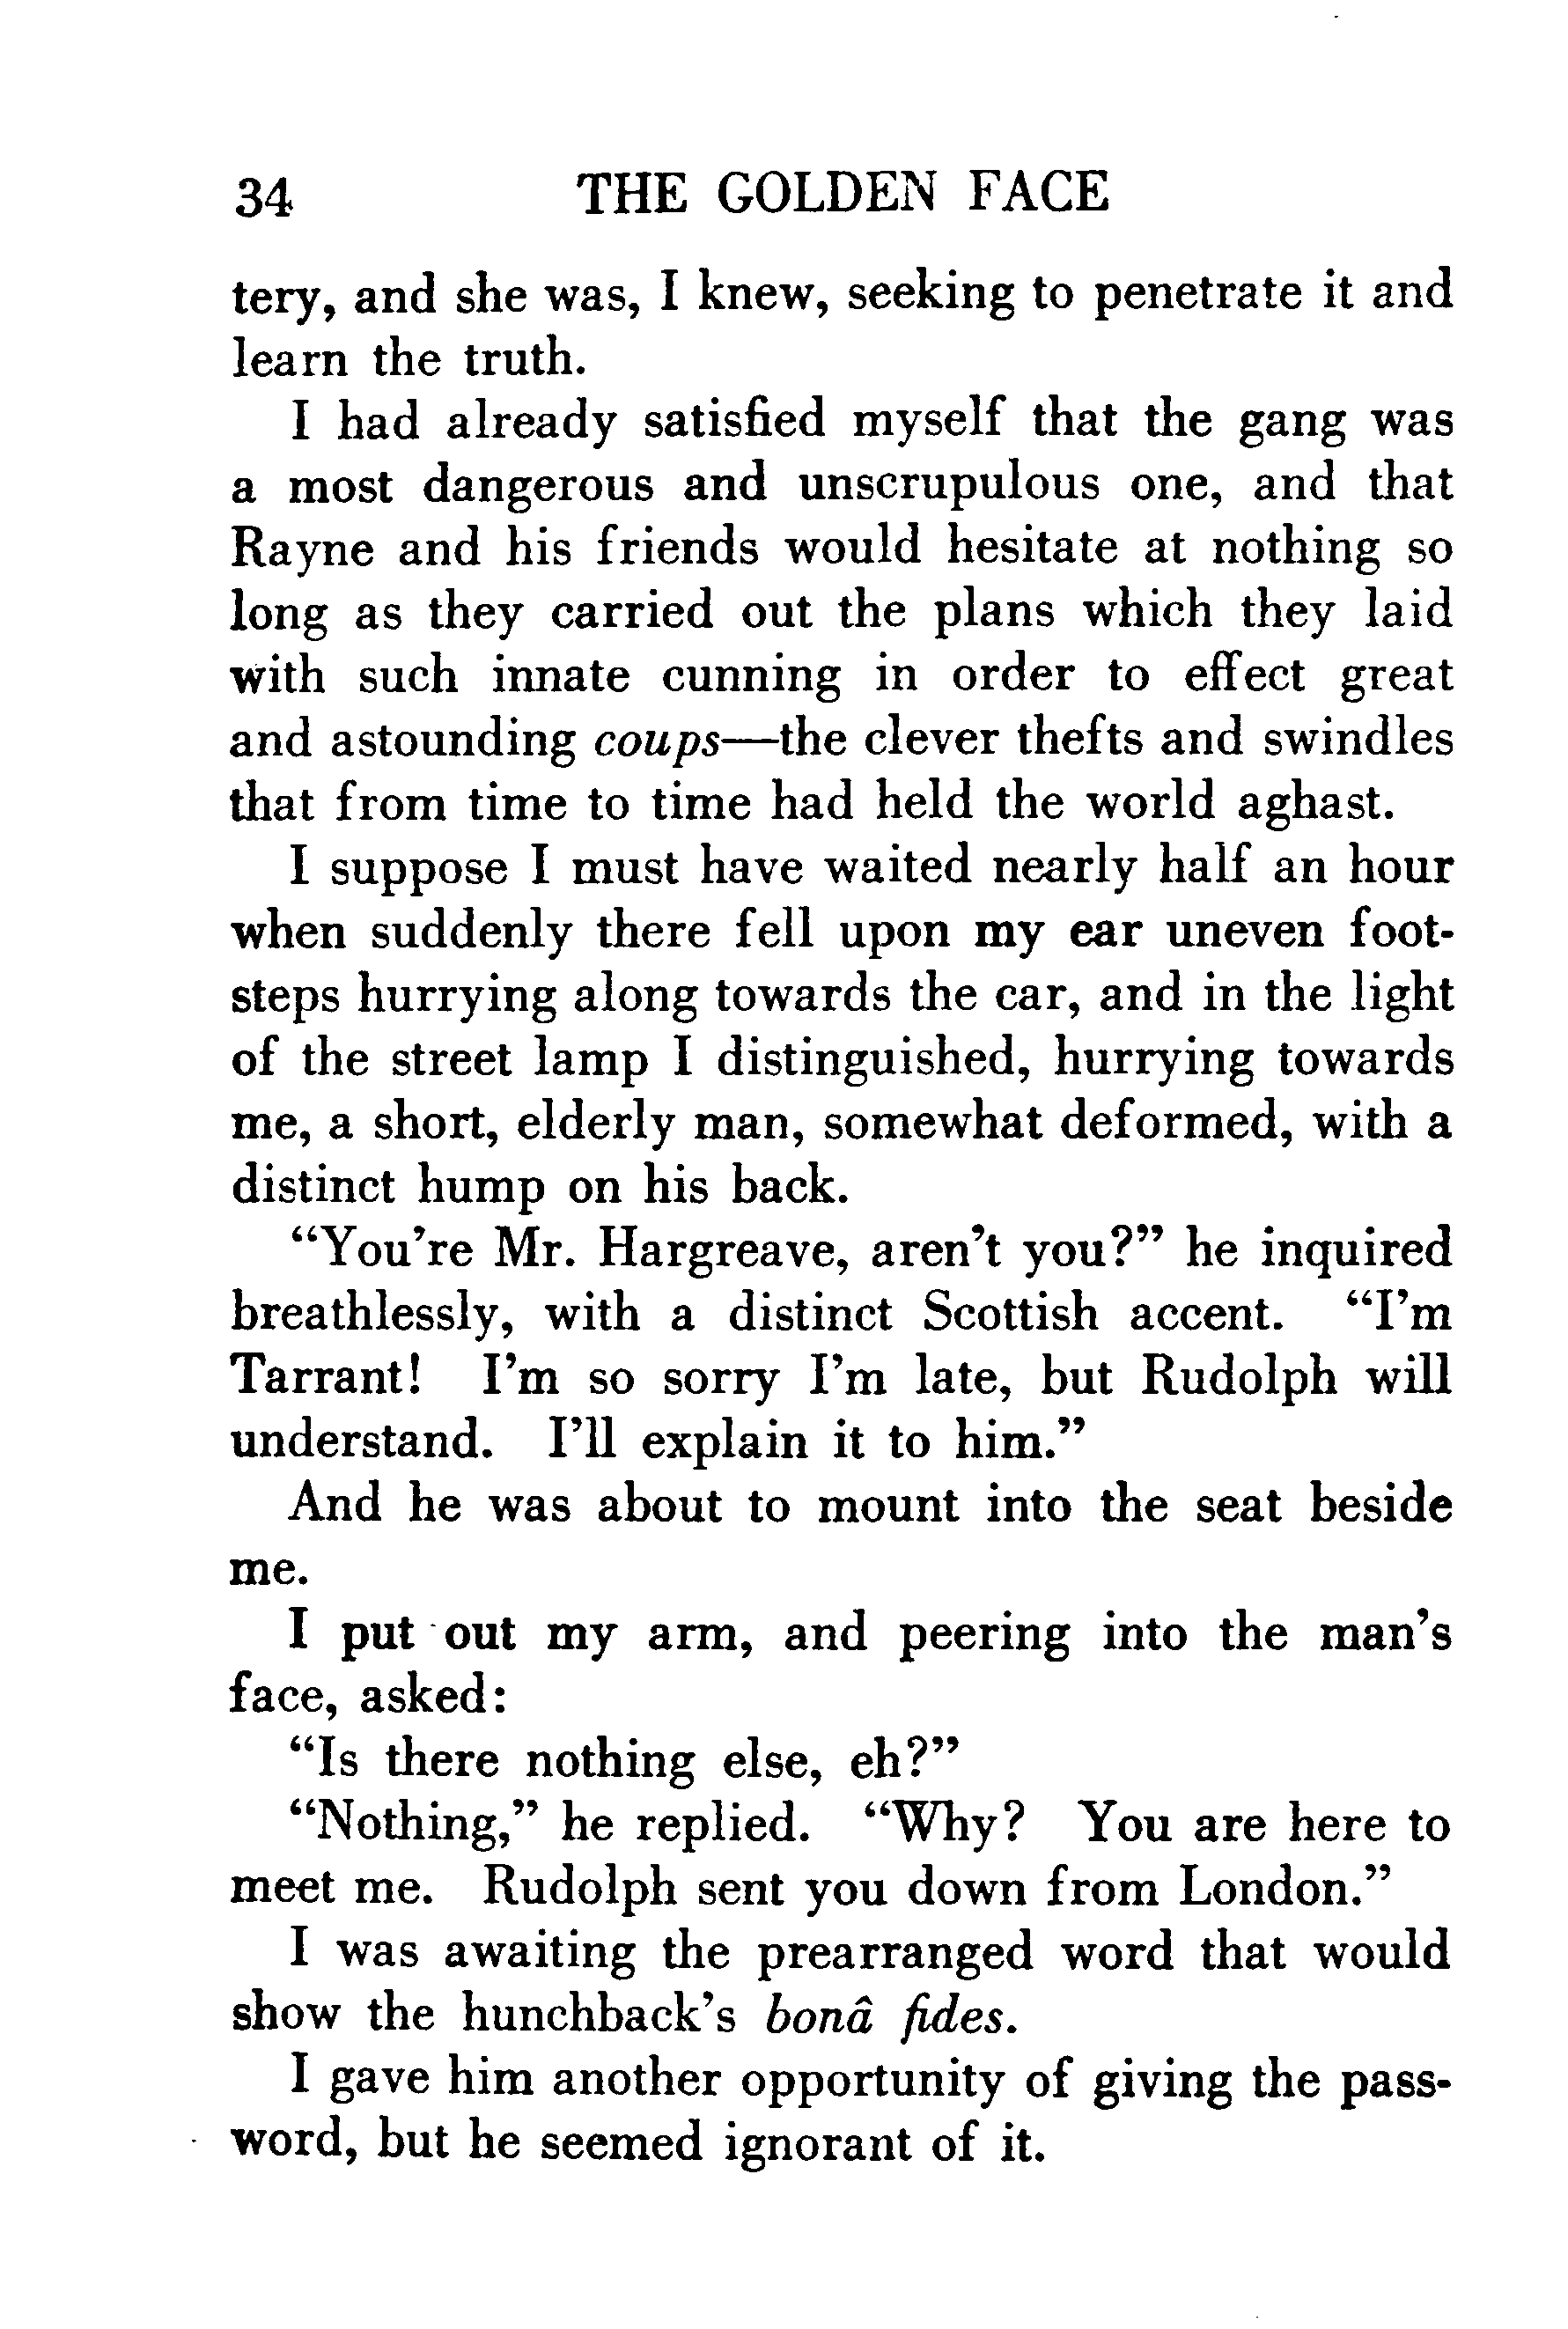 34 THE GOLDEN FACE
tery, and she was, I knew, seeking to penetrate it and
learn the truth.
I had already satisfied myself that the gang was
a most dangerous and unscrupulous one, and that
Rayne and his friends would hesitate at nothing so
long as they carried out the plans which they laid
with such innate cunning in order to effect great
and astounding coups—the clever thefts and swindles
that from time to time had held the world aghast.
I suppose I must have waited nearly half an hour
when suddenly there fell upon my ear uneven foot-
steps hurrying along towards the car, and in the light
of the street lamp I distinguished, hurrying towards
me, a short, elderly man, somewhat deformed, with a
distinct hump on his back.
“You’re Mr. Hargreave, aren’t you?” he inquired
breathlessly, with a distinct Scottish accent. “I’m
Tarrant! I’m so sorry I’m late, but Rudolph will
understand. I’ll explain it to him.”
And he was about to mount into the seat beside
me.
I put out my arm, and peering into the man’s
face, asked:
“Is there nothing else, eh?”
“Nothing,” he replied. “Why? You are here to
meet me. Rudolph sent you down from London.”
I was awaiting the prearranged word that would
show the hunchback’s bonâ fides.
I gave him another opportunity of giving the pass-
word, but he seemed ignorant of it.